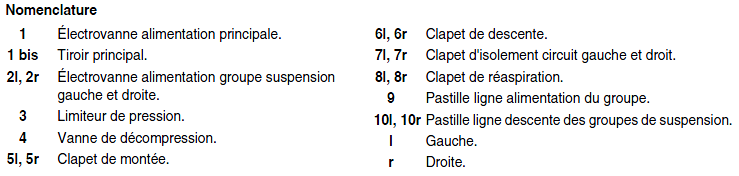 Nomenclature
1 Électrovanne alimentation principale.
1 bis Tiroir principal.
2l, 2r Électrovanne alimentation groupe suspension
gauche et droite.
3 Limiteur de pression.
4 Vanne de décompression.
5l, 5r Clapet de montée.
6l, 6r Clapet de descente.
7l, 7r Clapet d'isolement circuit gauche et droit.
8l, 8r Clapet de réaspiration.
9 Pastille ligne alimentation du groupe.
10l, 10r Pastille ligne descente des groupes de suspension.
l Gauche.
r Droite.